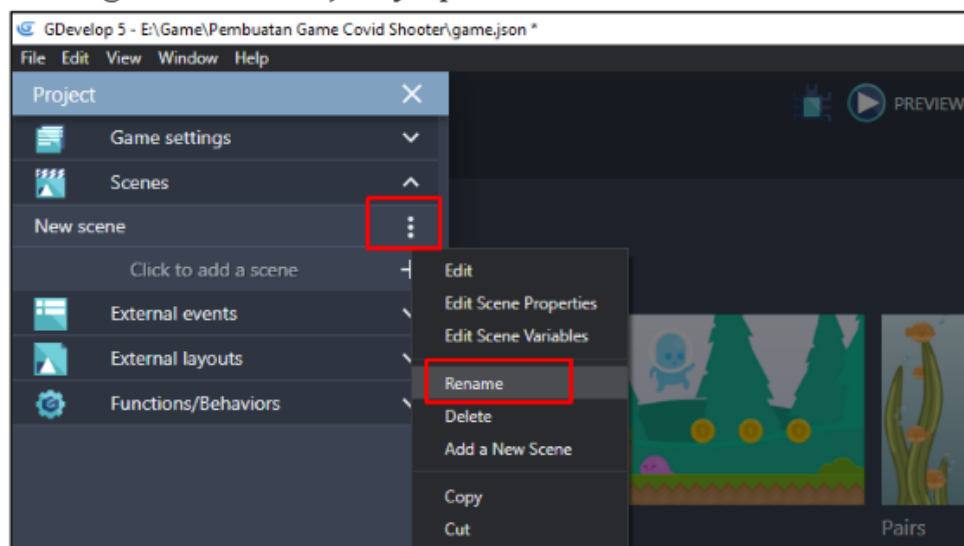 GDevelop 5 - E:\Game\Pembuatan Game Covid Shooter\game.json *
File Edit View Window Help
Project
PREVIEW
Game settings
Scenes
New scene
Click to add a scene
External events
External layouts
Functions/Behaviors
Edit
Edit Scene Properties
Edit Scene Variables
Rename
Delete
Add a New Scene
Copy
Cut
Pairs